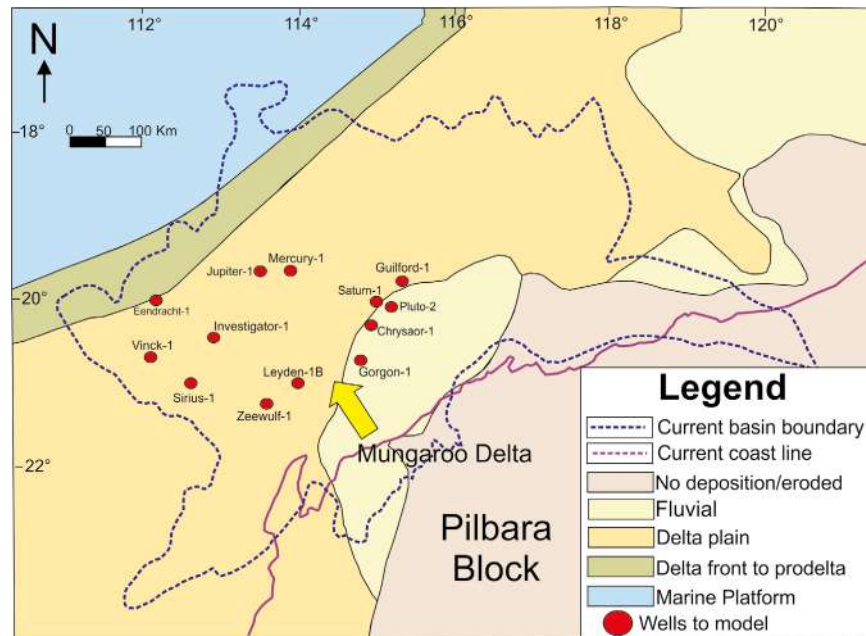 112°
114°
116°
118°
120°
N
0 50 100 Km
18°
20°
22°
Mercury-1
Jupiter-1
Guilford-1
Saturn-1
Pluto-2
Eendracht-1
Chrysaor-1
Investigator-1
Vinck-1
Gorgon-1
Leyden-1B
Sirius-1
Zeewulf-1
Mungaroo Delta
Pilbara
Block
Legend
Current basin boundary
Current coast line
No deposition/eroded
Fluvial
Delta plain
Delta front to prodelta
Marine Platform
Wells to model